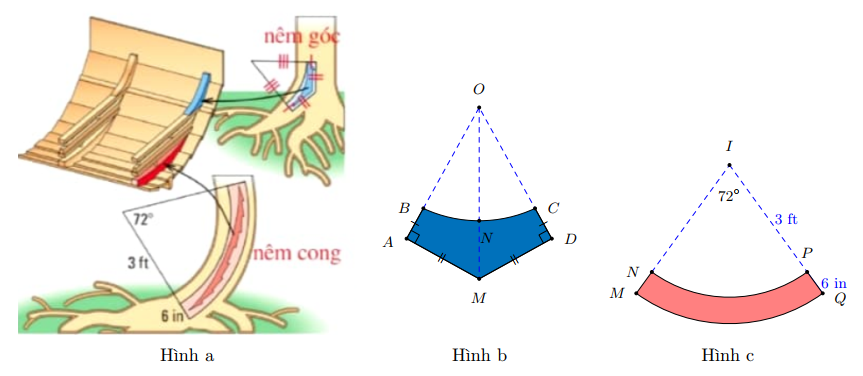 nêm góc
72°
3 ft
nêm cong
6 in
Hình a
O
B
C
A
N
D
M
Hình b
I
72°
3 ft
N
P
6 in
M
Q
Hình c